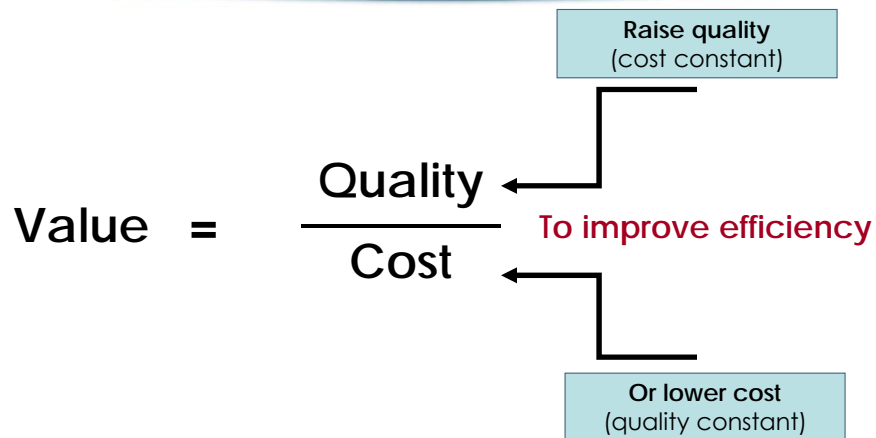 Raise quality
(cost constant)
Quality
Value =
To improve efficiency
Cost
Or lower cost
(quality constant)